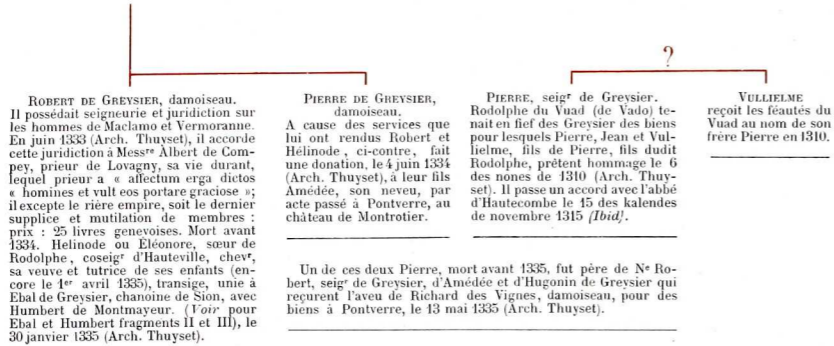 ?
ROBERT DE GREYSIER, damoiseau.
Il possédait seigneurie et juridiction sur
les hommes de Maclamo et Vermoranne.
En juin 1333 (Arch. Thuyset), il accorde
cette juridiction à Messre Albert de Com-
pey, prieur de Lovagny, sa vie durant,
lequel prieur a « affectum erga dictos
« homines et vult eos portare graciose »;
il excepte le rière empire, soit le dernier
supplice et mutilation de membres :
prix : 25 livres genevoises. Mort avant
1334. Helinode ou Éléonore, sœur de
Rodolphe, coseigr d'Hauteville, chevr,
sa veuve et tutrice de ses enfants (en-
core le 1er avril 1335), transige, unie à
Ebal de Greysier, chanoine de Sion, avec
Humbert de Montmayeur. (Voir pour
Ebal et Humbert fragments II et III), le
30 janvier 1335 (Arch. Thuyset).
PIERRE DE GREYSIER,
damoiseau.
A cause des services que
lui ont rendus Robert et
Hélinode, ci-contre, fait
une donation, le 4 juin 1334
(Arch. Thuyset), à leur fils
Amédée, son neveu, par
acte passé à Pontverre, au
château de Montrotier.
PIERRE, seigr de Greysier.
Rodolphe du Vuad (de Vado) te-
nait en fief des Greysier des biens
pour lesquels Pierre, Jean et Vul-
lielme, fils de Pierre, fils dudit
Rodolphe, prêtent hommage le 6
des nones de 1310 (Arch. Thuy-
set). Il passe un accord avec l'abbé
d'Hautecombe le 15 des kalendes
de novembre 1315 (Ibid).
VULLIELME
reçoit les féautés du
Vuad au nom de son
frère Pierre en 1310.
Un de ces deux Pierre, mort avant 1335, fut père de Ne Ro-
bert, seigr de Greysier, d'Amédée et d'Hugonin de Greysier qui
reçurent l'aveu de Richard des Vignes, damoiseau, pour des
biens à Pontverre, le 13 mai 1335 (Arch. Thuyset).